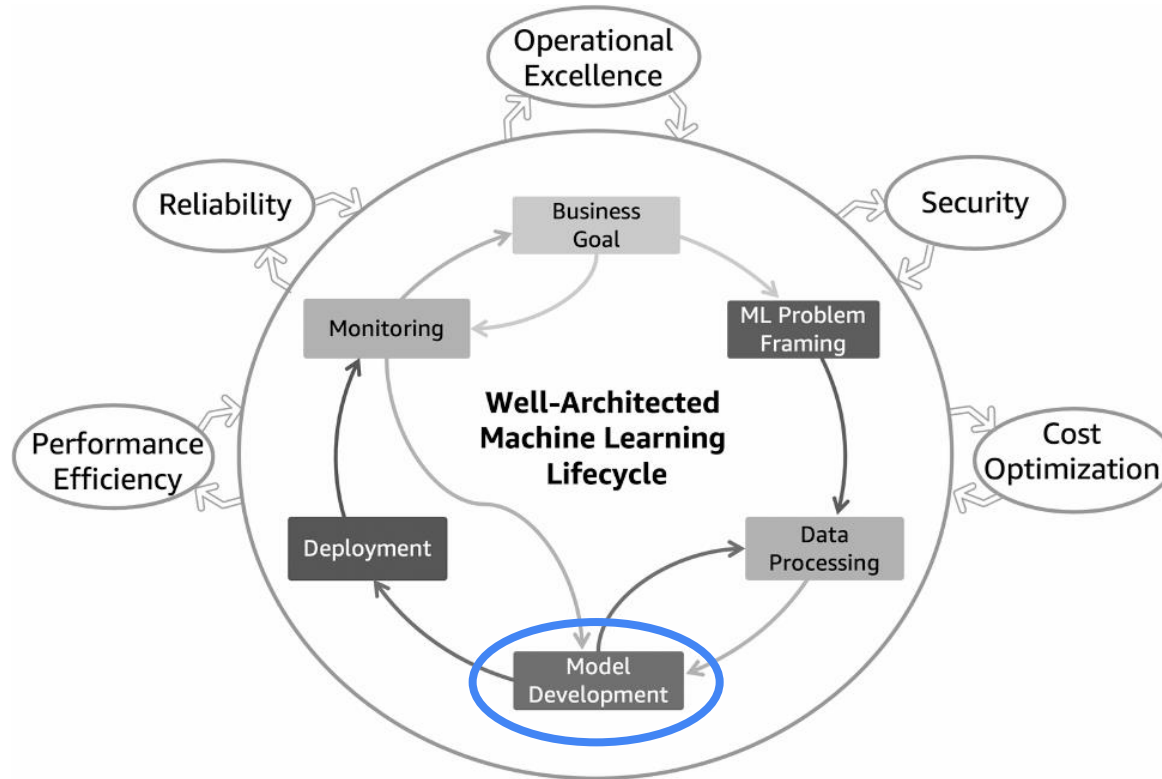 Operational
Excellence
Reliability
Security
Business
Goal
Monitoring
ML Problem
Framing
Well-Architected
Machine Learning
Lifecycle
Performance
Efficiency
Cost
Optimization
Deployment
Data
Processing
Model
Development